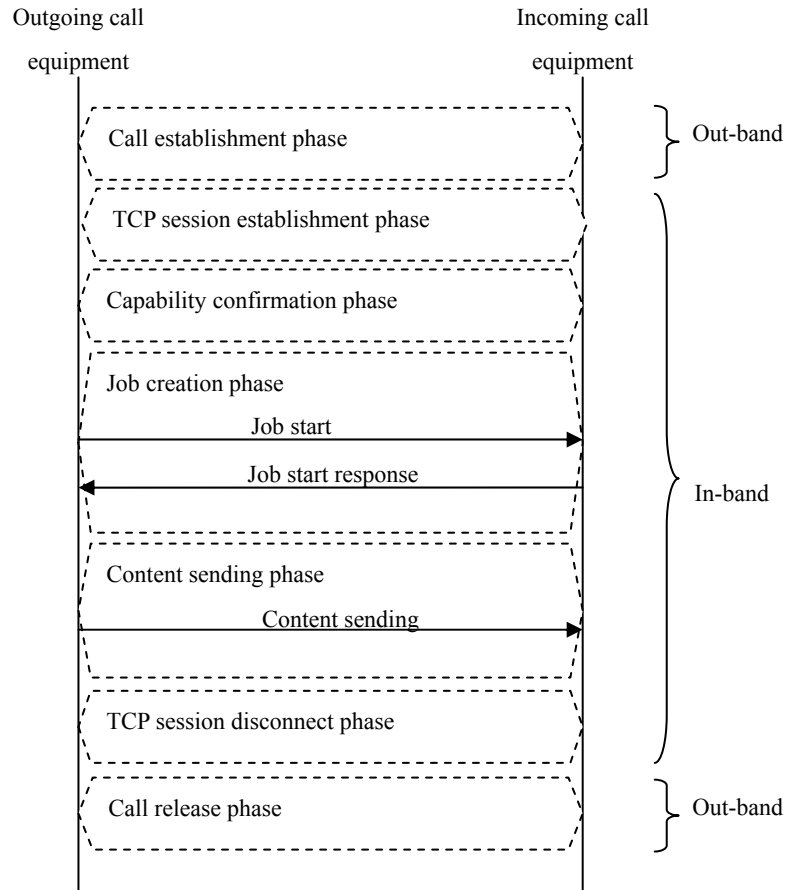 Outgoing call
equipment
Incoming call
equipment
Call establishment phase
Out-band
TCP session establishment phase
Capability confirmation phase
Job creation phase
Job start
Job start response
In-band
Content sending phase
Content sending
TCP session disconnect phase
Call release phase
Out-band